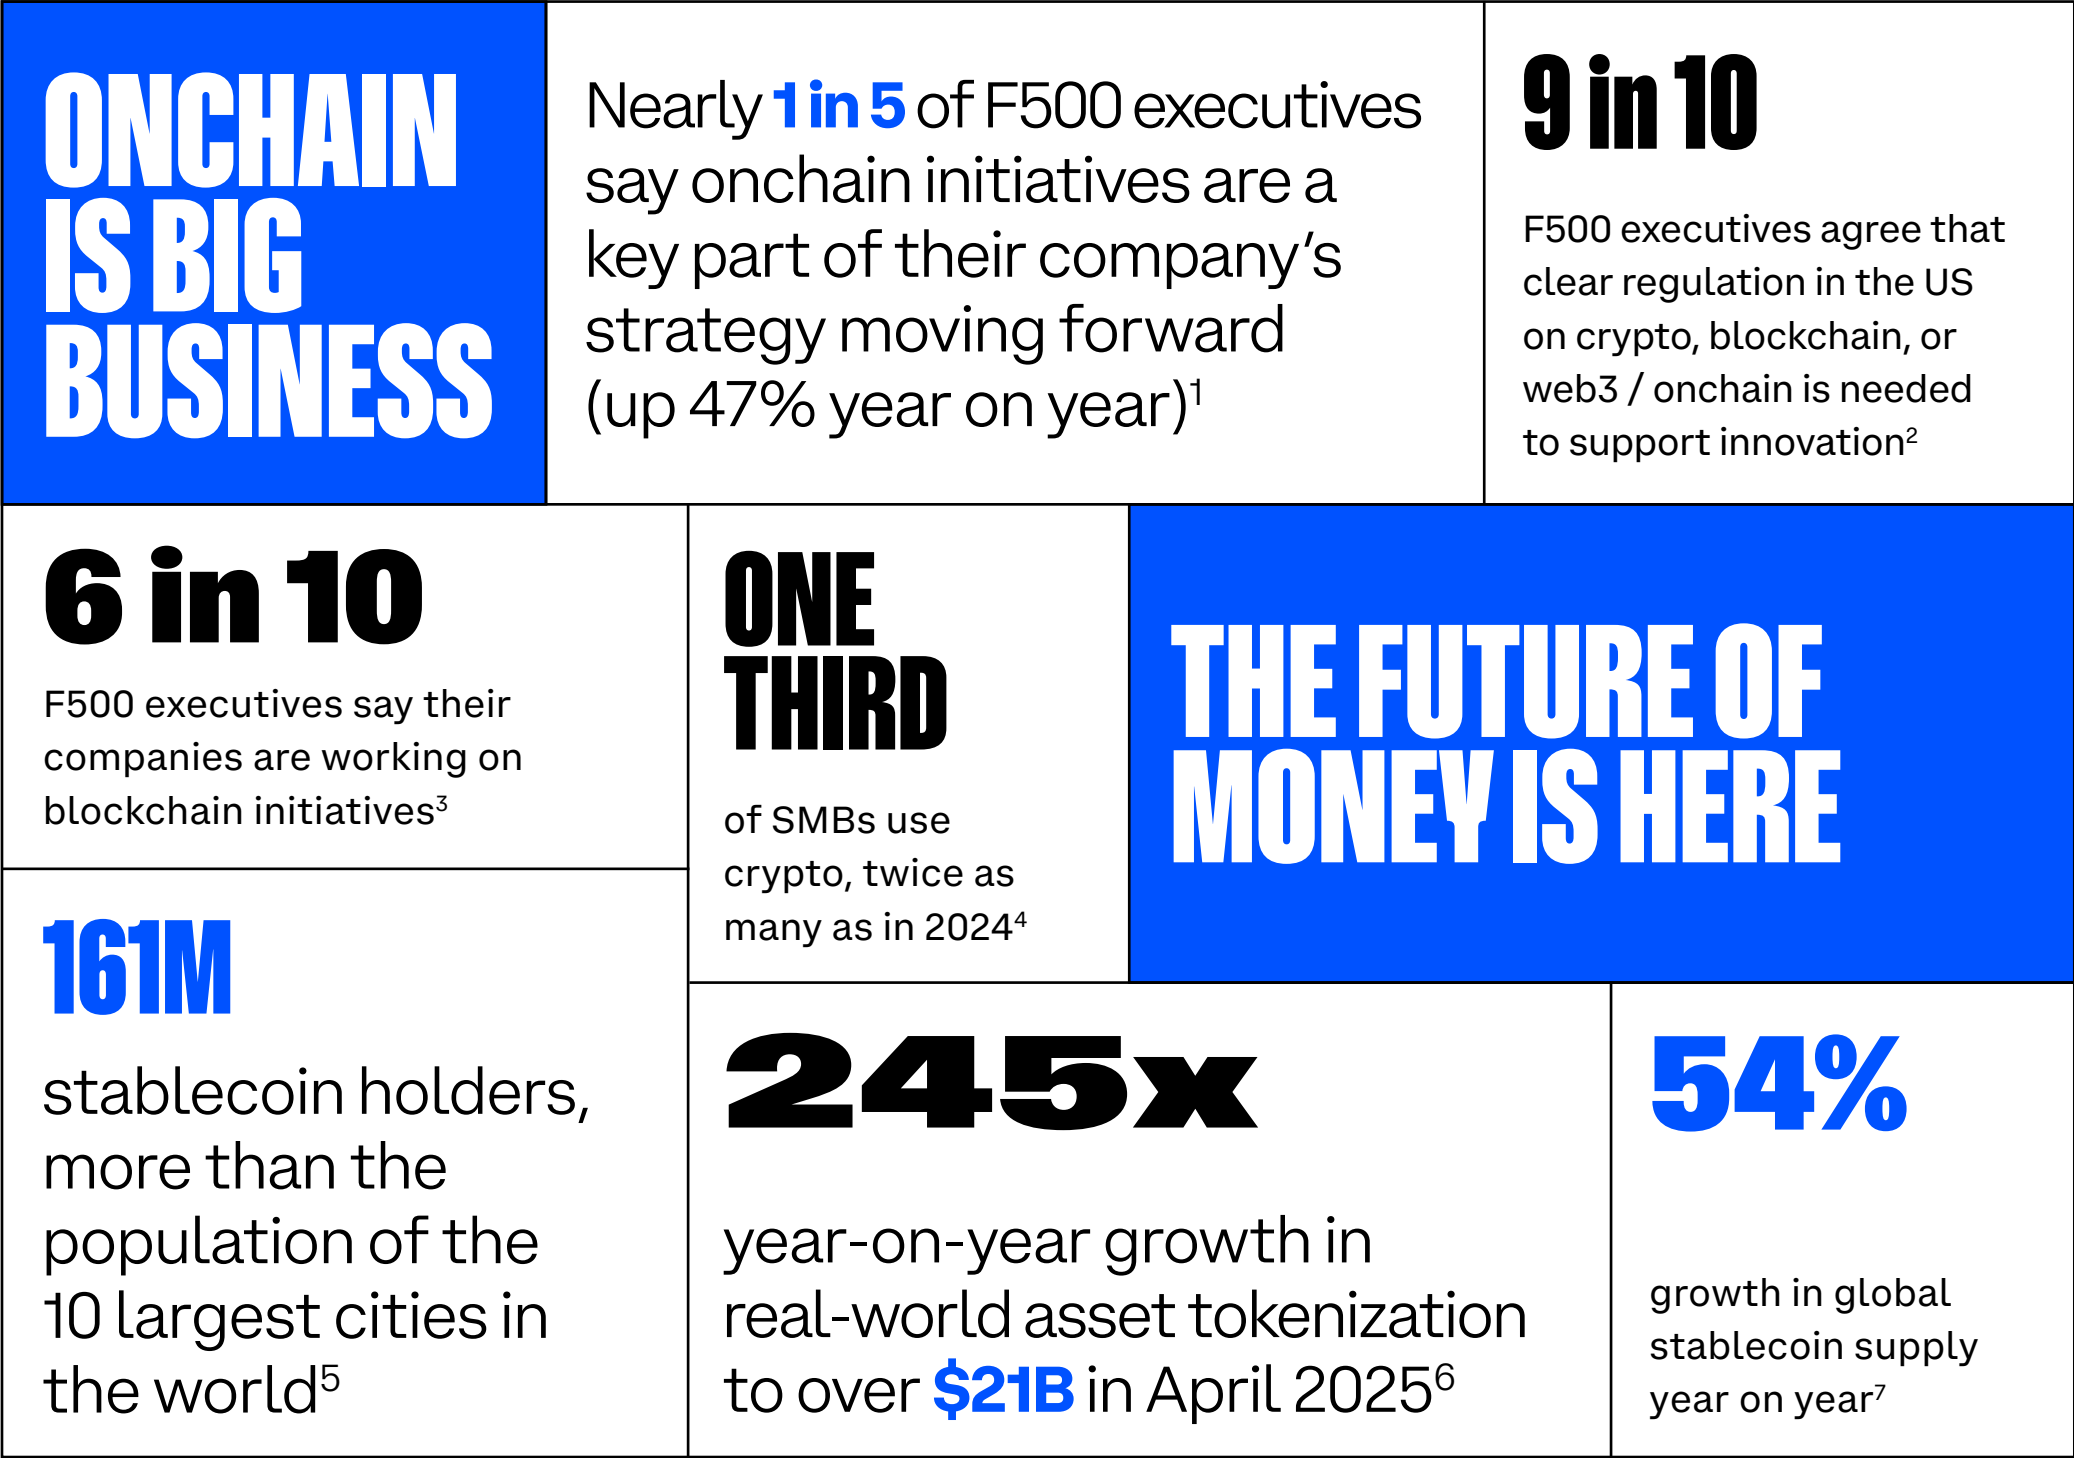 ONCHAIN
IS BIG
BUSINESS
Nearly 1 in 5 of F500 executives
say onchain initiatives are a
key part of their company’s
strategy moving forward
(up 47% year on year)¹
9 in 10
F500 executives agree that
clear regulation in the US
on crypto, blockchain, or
web3 / onchain is needed
to support innovation²
6 in 10
F500 executives say their
companies are working on
blockchain initiatives³
ONE
THIRD
of SMBs use
crypto, twice as
many as in 2024⁴
THE FUTURE OF
MONEY IS HERE
161M
stablecoin holders,
more than the
population of the
10 largest cities in
the world⁵
245x
year-on-year growth in
real-world asset tokenization
to over $21B in April 2025⁶
54%
growth in global
stablecoin supply
year on year⁷